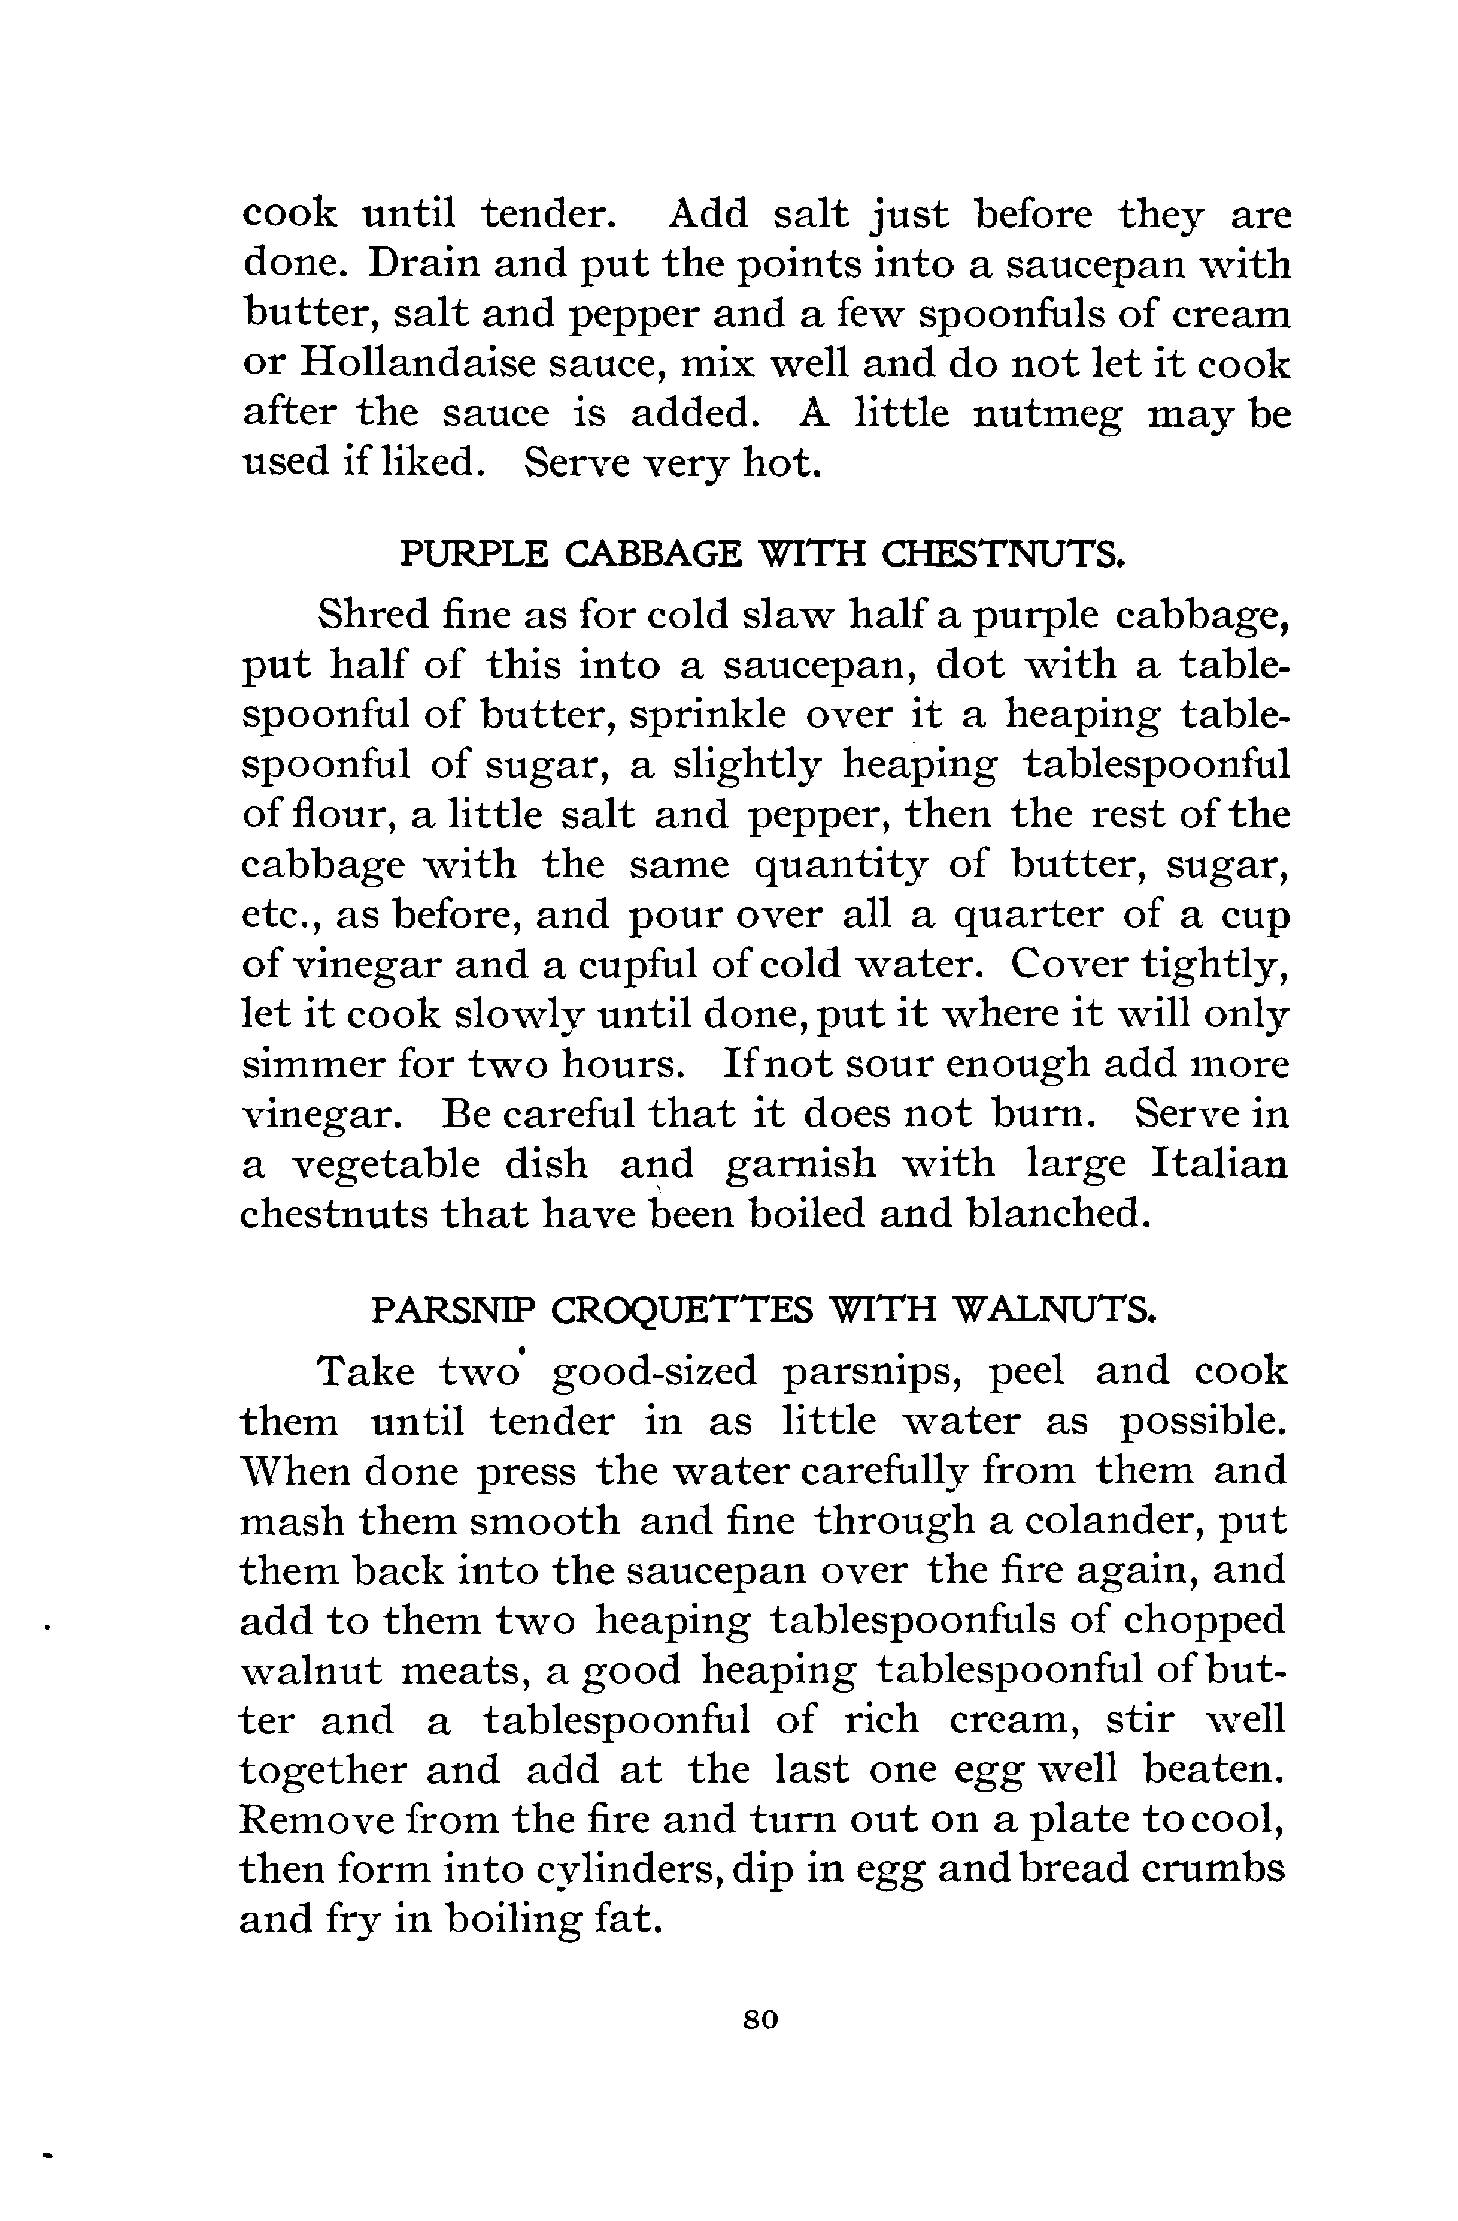 cook until tender. Add salt just before they are
done. Drain and put the points into a saucepan with
butter, salt and pepper and a few spoonfuls of cream
or Hollandaise sauce, mix well and do not let it cook
after the sauce is added. A little nutmeg may be
used if liked. Serve very hot.
PURPLE CABBAGE WITH CHESTNUTS.
Shred fine as for cold slaw half a purple cabbage,
put half of this into a saucepan, dot with a table-
spoonful of butter, sprinkle over it a heaping table-
spoonful of sugar, a slightly heaping tablespoonful
of flour, a little salt and pepper, then the rest of the
cabbage with the same quantity of butter, sugar,
etc., as before, and pour over all a quarter of a cup
of vinegar and a cupful of cold water. Cover tightly,
let it cook slowly until done, put it where it will only
simmer for two hours. If not sour enough add more
vinegar. Be careful that it does not burn. Serve in
a vegetable dish and garnish with large Italian
chestnuts that have been boiled and blanched.
PARSNIP CROQUETTES WITH WALNUTS.
Take two good-sized parsnips, peel and cook
them until tender in as little water as possible.
When done press the water carefully from them and
mash them smooth and fine through a colander, put
them back into the saucepan over the fire again, and
add to them two heaping tablespoonfuls of chopped
walnut meats, a good heaping tablespoonful of but-
ter and a tablespoonful of rich cream, stir well
together and add at the last one egg well beaten.
Remove from the fire and turn out on a plate to cool,
then form into cylinders, dip in egg and bread crumbs
and fry in boiling fat.
80